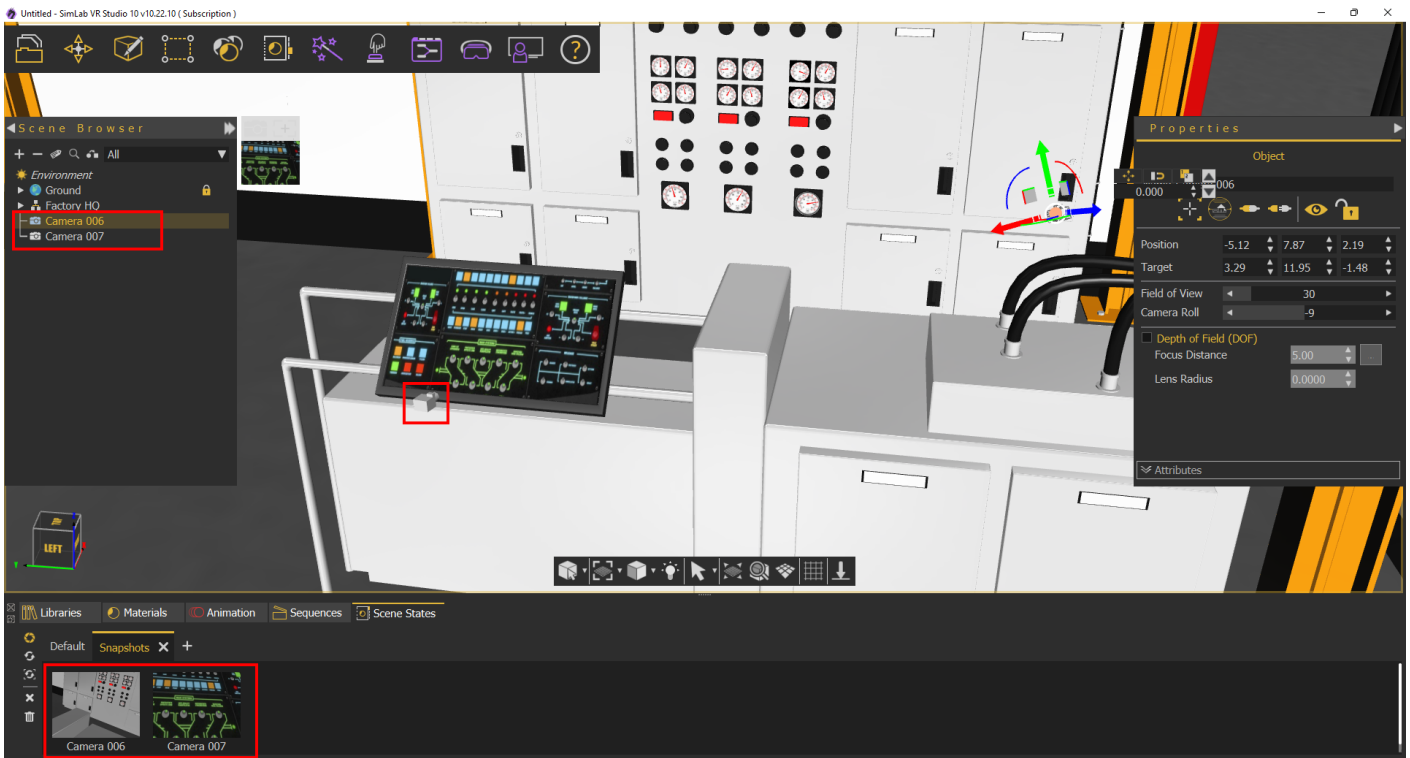 Untitled - SimLab VR Studio 10 v10.22.10 ( Subscription )
Scene Browser
All
Environment
Ground
Factory HQ
Camera 006
Camera 007
Properties
Object
006
0.000
Position -5.12 7.87 2.19
Target 3.29 11.95 -1.48
Field of View 30
Camera Roll -9
Depth of Field (DOF)
Focus Distance 5.00
Lens Radius 0.0000
Attributes
LEFT
Libraries Materials Animation Sequences Scene States
Default Snapshots
Camera 006 Camera 007